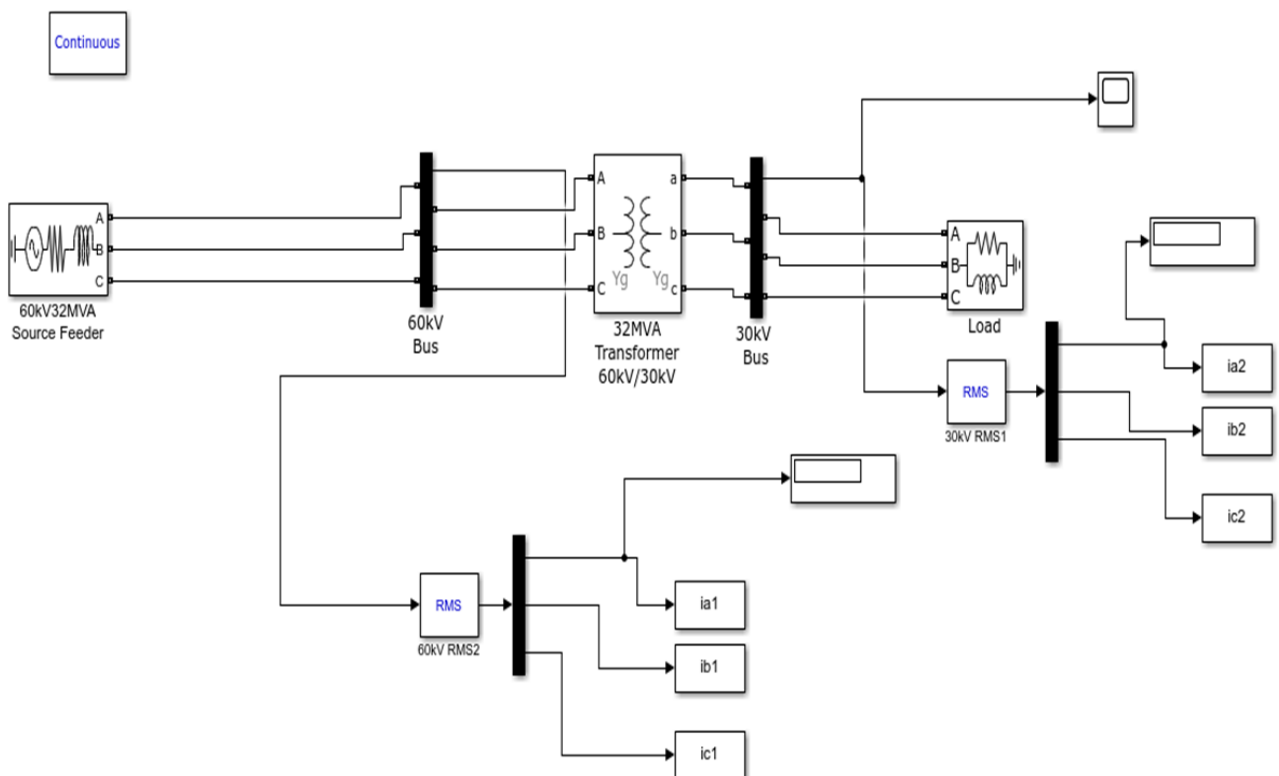 Continuous
A
B
C
60kV32MVA
Source Feeder
60kV
Bus
A
B
C
a
b
c
Yg
Yg
32MVA
Transformer
60kV/30kV
30kV
Bus
A
B
C
Load
RMS
30kV RMS1
ia2
ib2
ic2
RMS
60kV RMS2
ia1
ib1
ic1